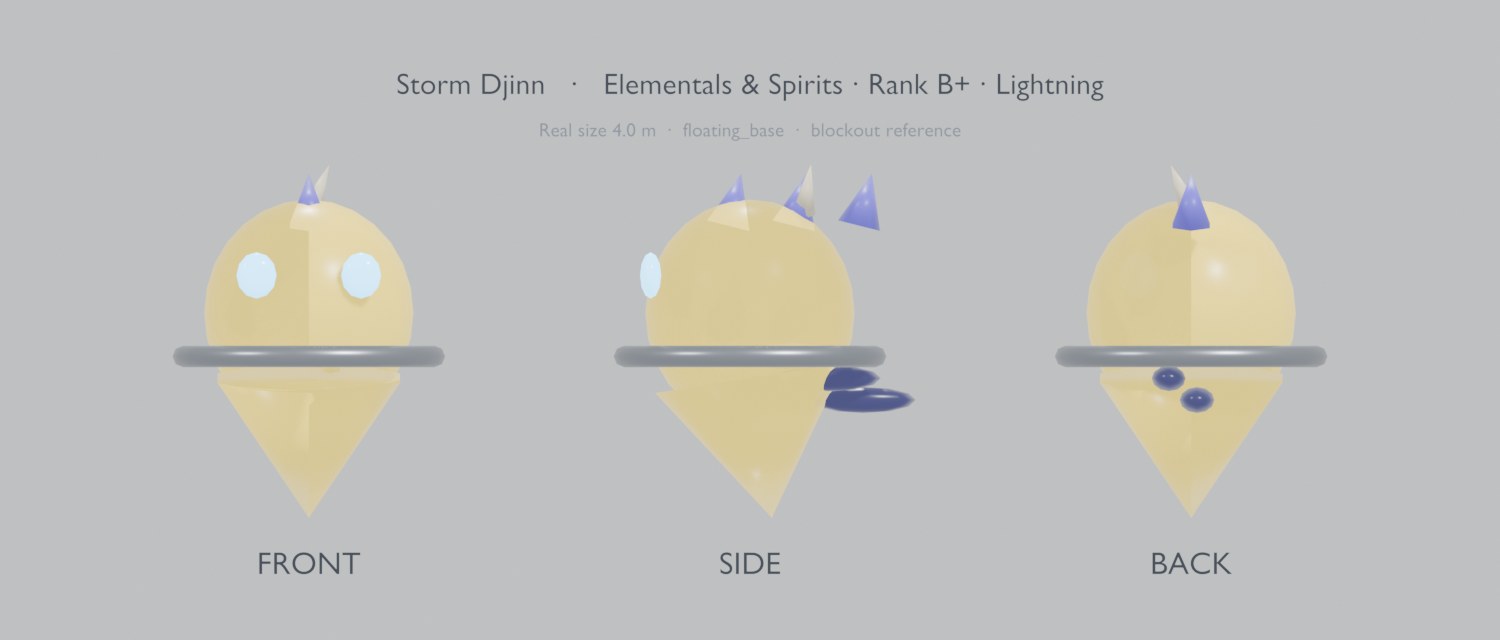 Storm Djinn · Elementals & Spirits · Rank B+ · Lightning
Real size 4.0 m · floating_base · blockout reference
FRONT SIDE BACK